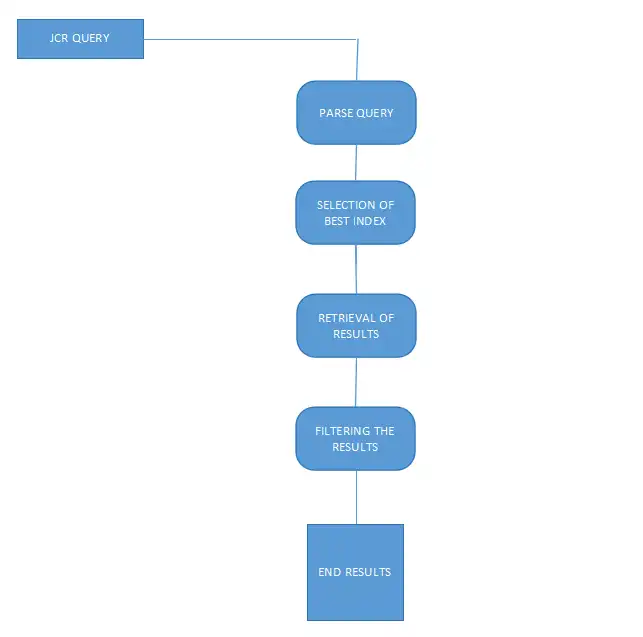 JCR QUERY
PARSE QUERY
SELECTION OF
BEST INDEX
RETRIEVAL OF
RESULTS
FILTERING THE
RESULTS
END RESULTS